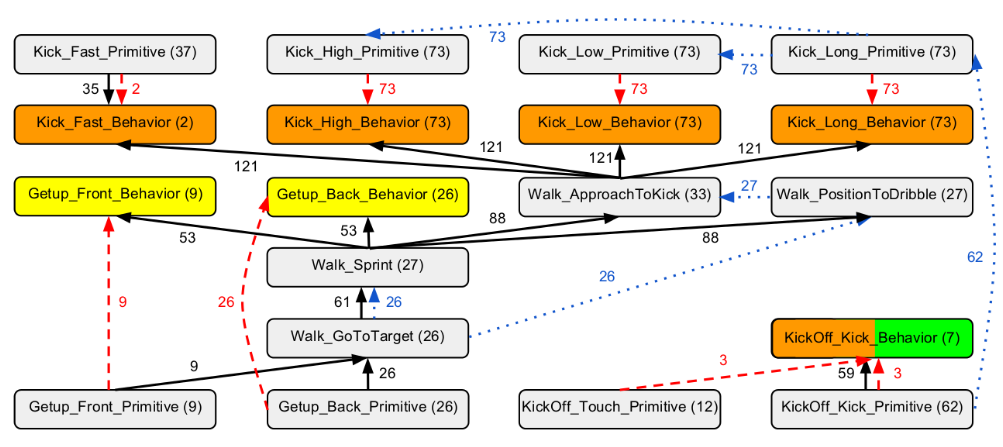 73
Kick_Fast_Primitive (37)
Kick_High_Primitive (73)
Kick_Low_Primitive (73)
Kick_Long_Primitive (73)
73
35
2
73
73
73
Kick_Fast_Behavior (2)
Kick_High_Behavior (73)
Kick_Low_Behavior (73)
Kick_Long_Behavior (73)
121
121
121
121
Getup_Front_Behavior (9)
Getup_Back_Behavior (26)
Walk_ApproachToKick (33)
27
Walk_PositionToDribble (27)
53
53
88
88
Walk_Sprint (27)
62
26
9
26
61
26
Walk_GoToTarget (26)
KickOff_Kick_Behavior (7)
9
26
3
59
3
Getup_Front_Primitive (9)
Getup_Back_Primitive (26)
KickOff_Touch_Primitive (12)
KickOff_Kick_Primitive (62)